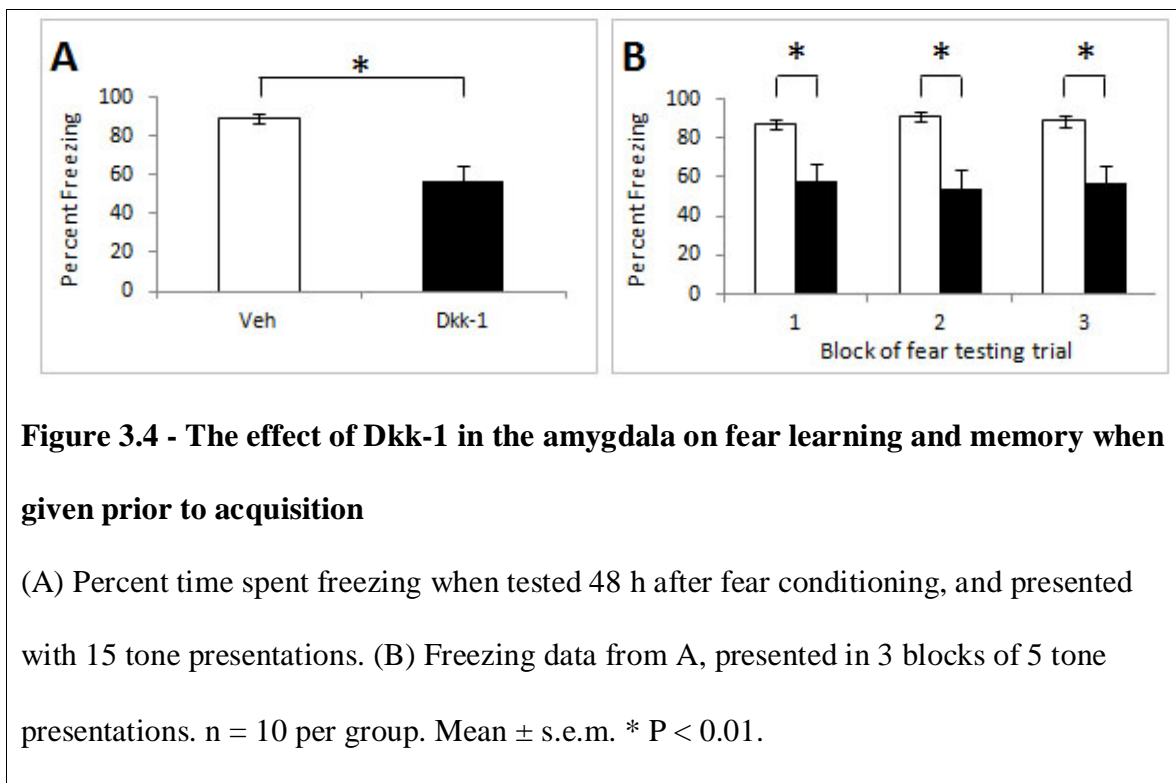 A
*
100
80
60
40
20
0
Percent Freezing
Veh Dkk-1
B
* * *
100
80
60
40
20
0
Percent Freezing
1 2 3
Block of fear testing trial
Figure 3.4 - The effect of Dkk-1 in the amygdala on fear learning and memory when
given prior to acquisition
(A) Percent time spent freezing when tested 48 h after fear conditioning, and presented
with 15 tone presentations. (B) Freezing data from A, presented in 3 blocks of 5 tone
presentations. n = 10 per group. Mean ± s.e.m. * P < 0.01.